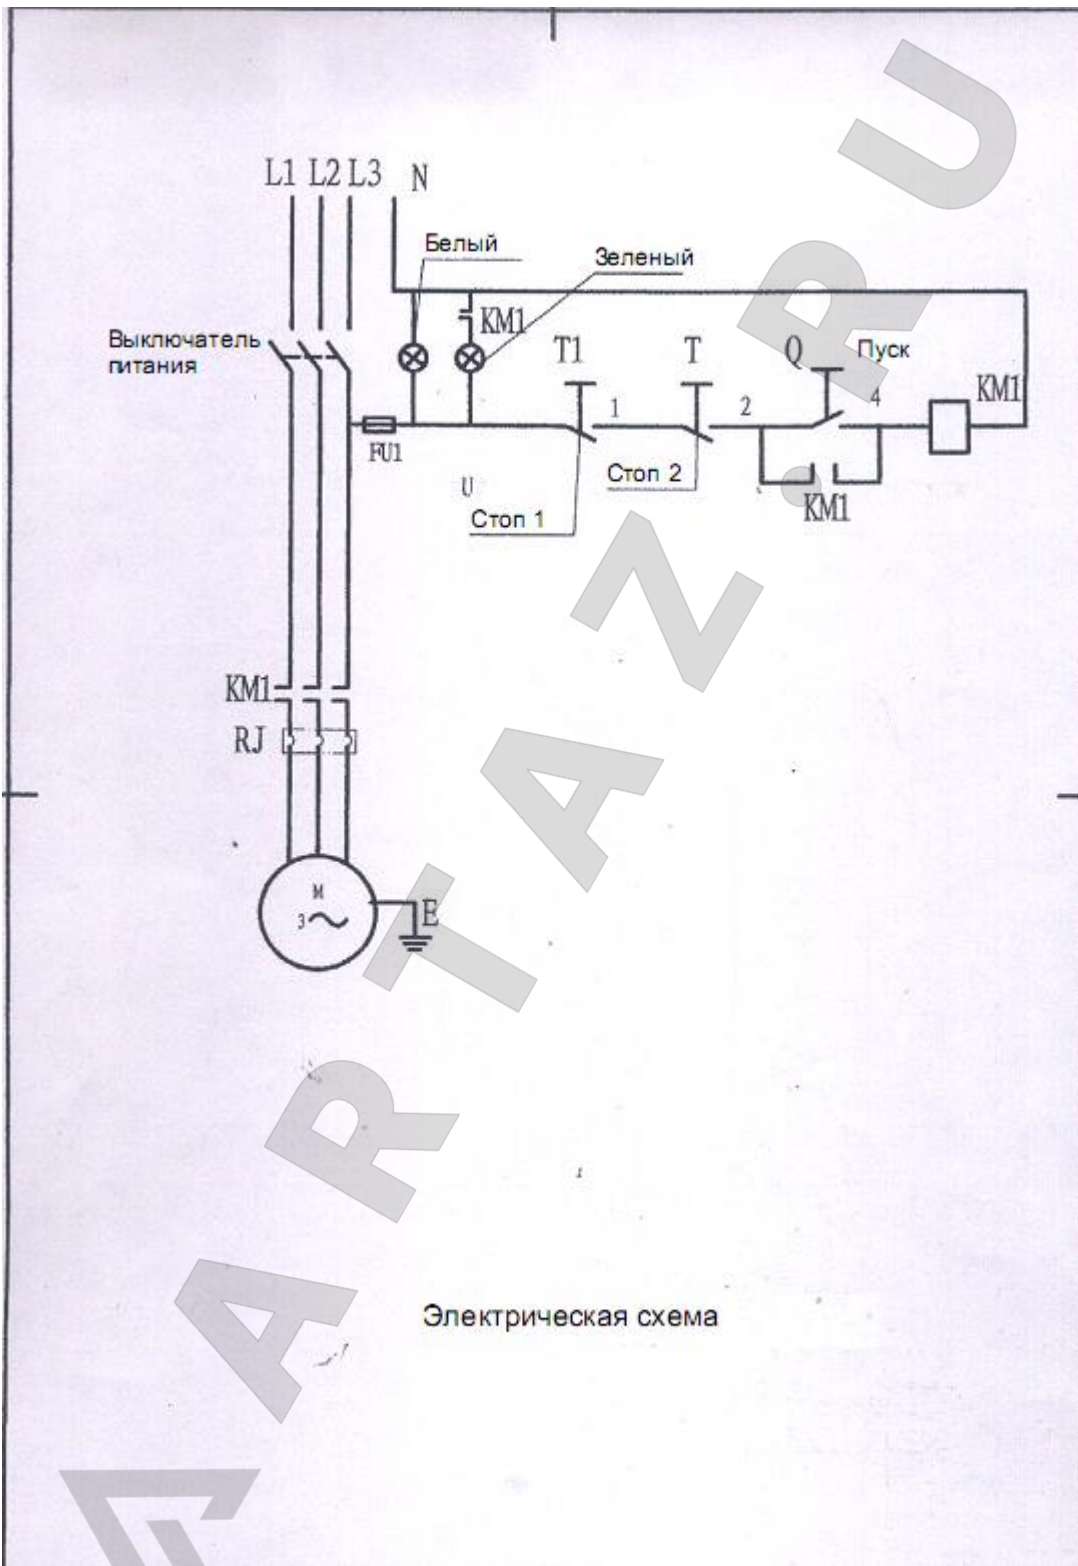 L1 L2 L3 N
Белый
Зеленый
KM1
Выключатель
питания
T1 T Q Пуск
KM1
1 2 4
FU1
U
Стоп 2
Стоп 1
KM1
KM1
RJ
M
3
E
Электрическая схема
ARTAZ.RU